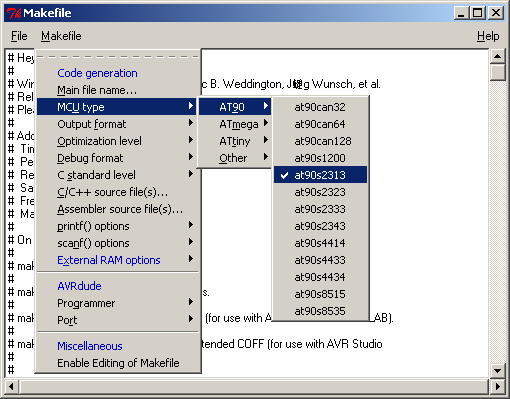 Makefile
File Makefile Help
# Hey
Code generation
Main file name...
# Win c B. Weddington, J g Wunsch, et al.
# Rel
MCU type AT90 at90can32
# Plea
Output format ATmega at90can64
Optimization level ATtiny at90can128
# Add
Debug format Other at90s1200
# Tim
C standard level at90s2313
# Pe
# Re
C/C++ source file(s)... at90s2323
# Sa
Assembler source file(s)... at90s2333
# Fre
# Ma
printf() options at90s2343
scanf() options at90s4414
# On
External RAM options at90s4433
# mak
at90s4434
AVRdude
# mak s. at90s8515
Programmer at90s8535
Port
# mak (for use with A AB).
Miscellaneous
# mak tended COFF (for use with AVR Studio
Enable Editing of Makefile